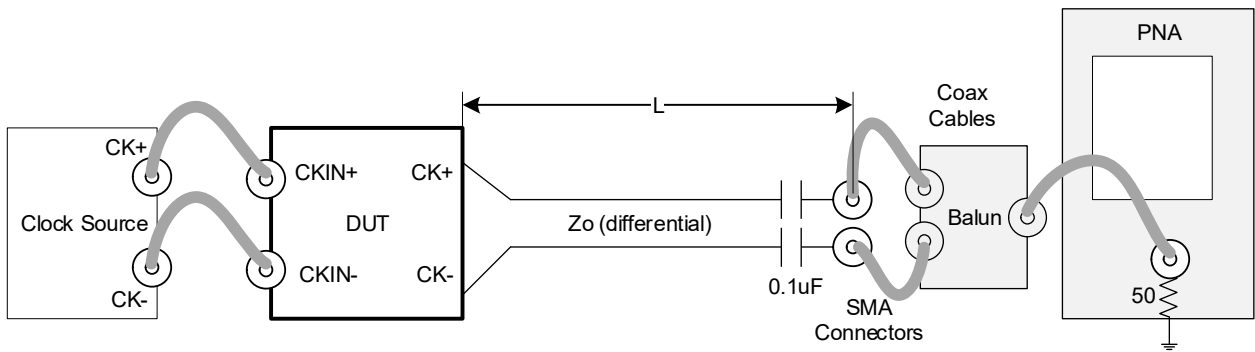 PNA
L
Coax
Cables
CK+
CKIN+
CK+
Clock Source
DUT
Zo (differential)
Balun
CKIN-
CK-
CK-
0.1uF
SMA
Connectors
50